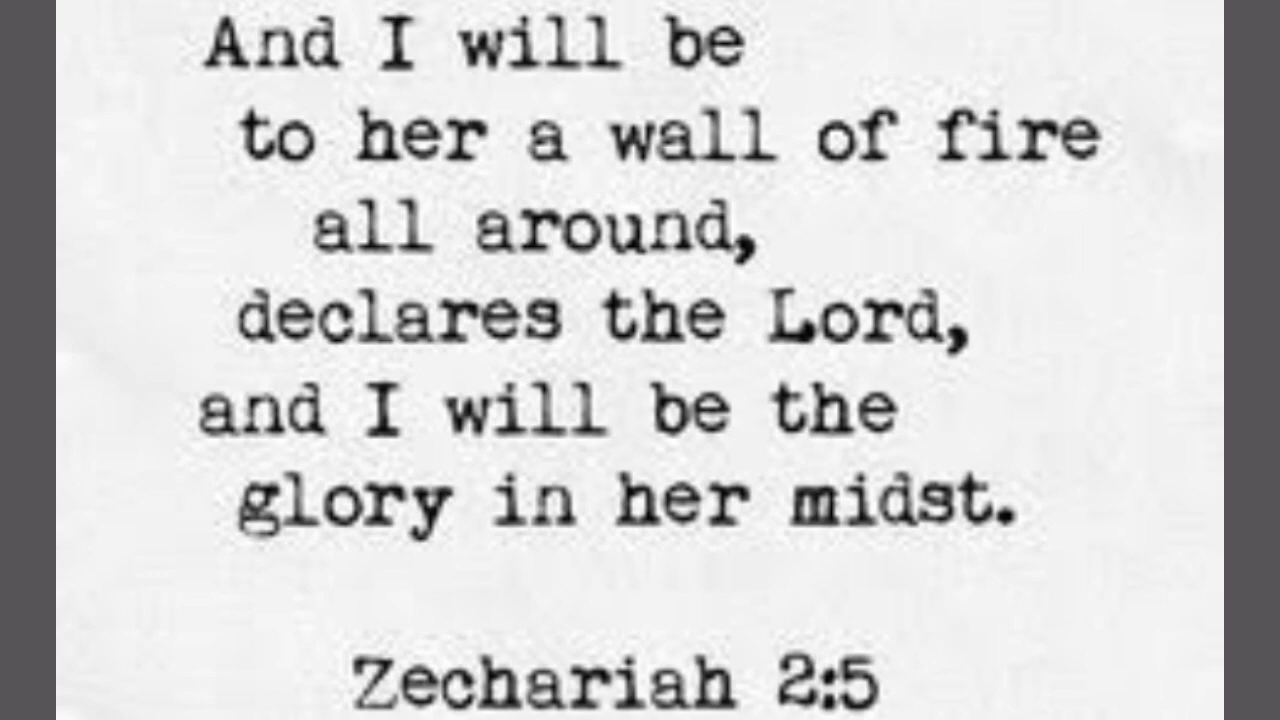 And I will be
to her a wall of fire
all around,
declares the Lord,
and I will be the
glory in her midst.
Zechariah 2:5